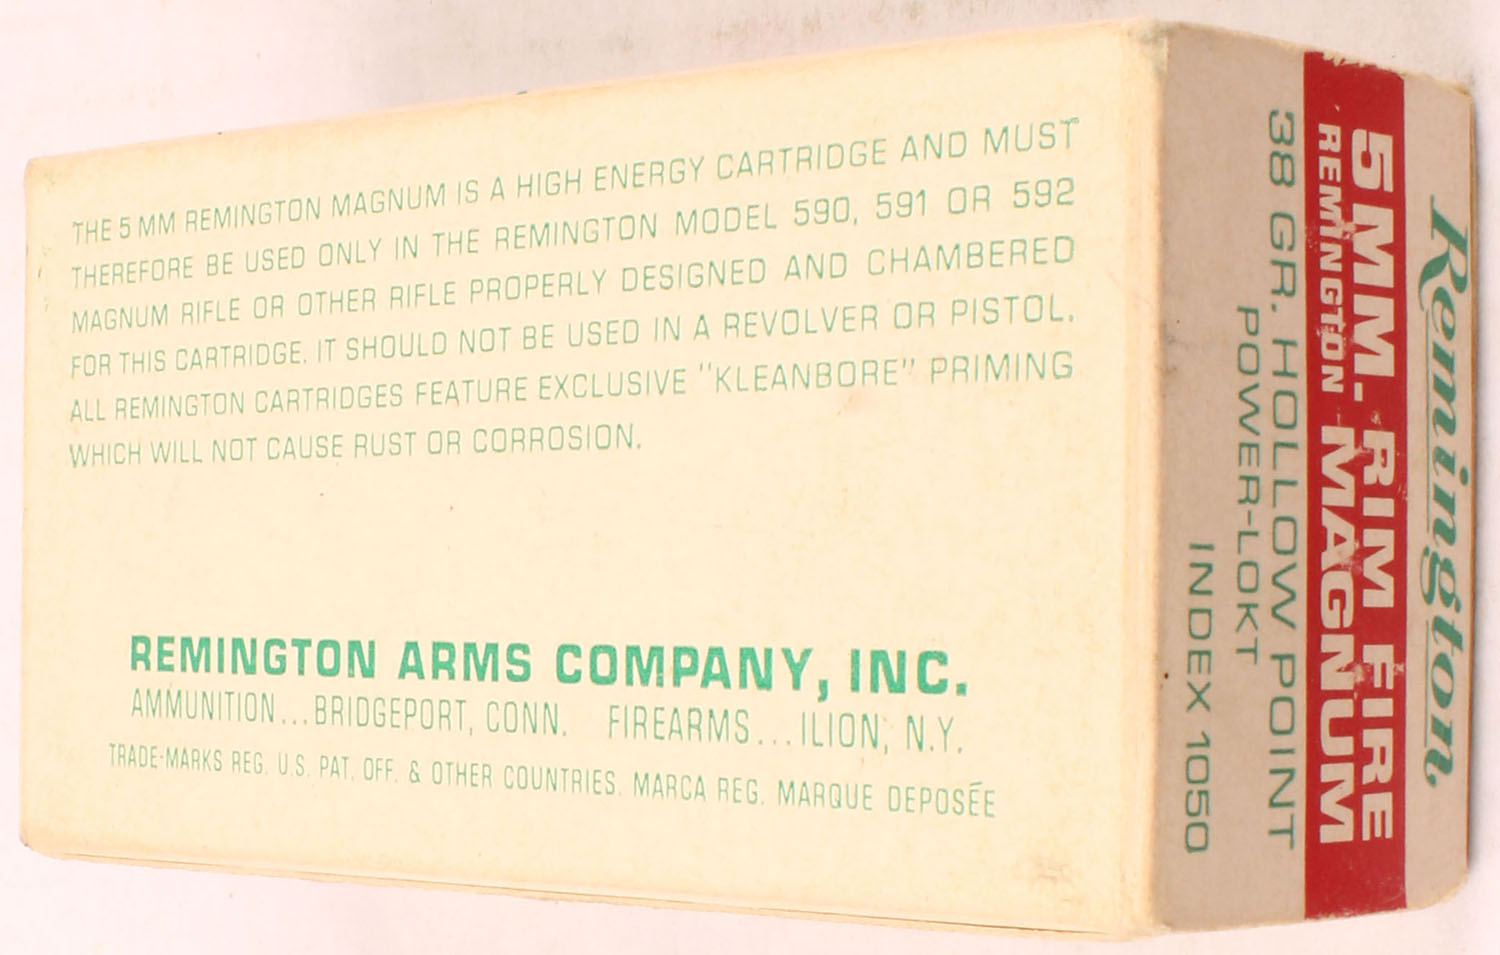 THE 5 MM REMINGTON MAGNUM IS A HIGH ENERGY CARTRIDGE AND MUST
THEREFORE BE USED ONLY IN THE REMINGTON MODEL 590, 591 OR 592
MAGNUM RIFLE OR OTHER RIFLE PROPERLY DESIGNED AND CHAMBERED
FOR THIS CARTRIDGE. IT SHOULD NOT BE USED IN A REVOLVER OR PISTOL.
ALL REMINGTON CARTRIDGES FEATURE EXCLUSIVE "KLEANBORE" PRIMING
WHICH WILL NOT CAUSE RUST OR CORROSION.
REMINGTON ARMS COMPANY, INC.
AMMUNITION...BRIDGEPORT, CONN. FIREARMS...ILION, N.Y.
TRADE-MARKS REG. U.S. PAT. OFF. & OTHER COUNTRIES. MARCA REG. MARQUE DEPOSÉE
Remington.
5 MM. RIM FIRE
REMINGTON MAGNUM
38 GR. HOLLOW POINT
POWER-LOKT
INDEX 1050